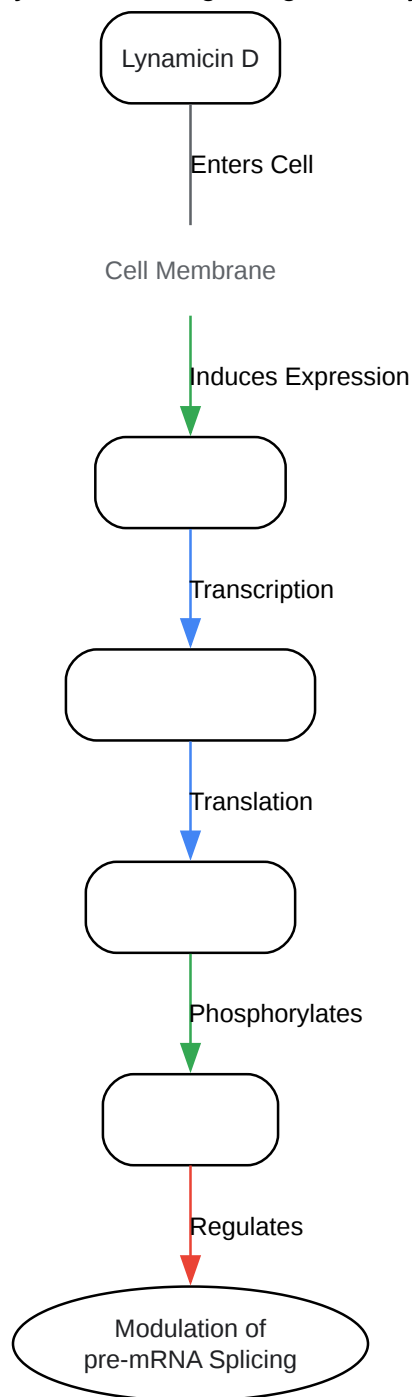 Lynamicin D
Enters Cell
Cell Membrane
Induces Expression
Transcription
Translation
Phosphorylates
Regulates
Modulation of
pre-mRNA Splicing